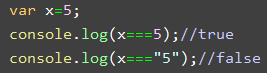 var x=5;
console.log(x===5);//true
console.log(x==="5");//false